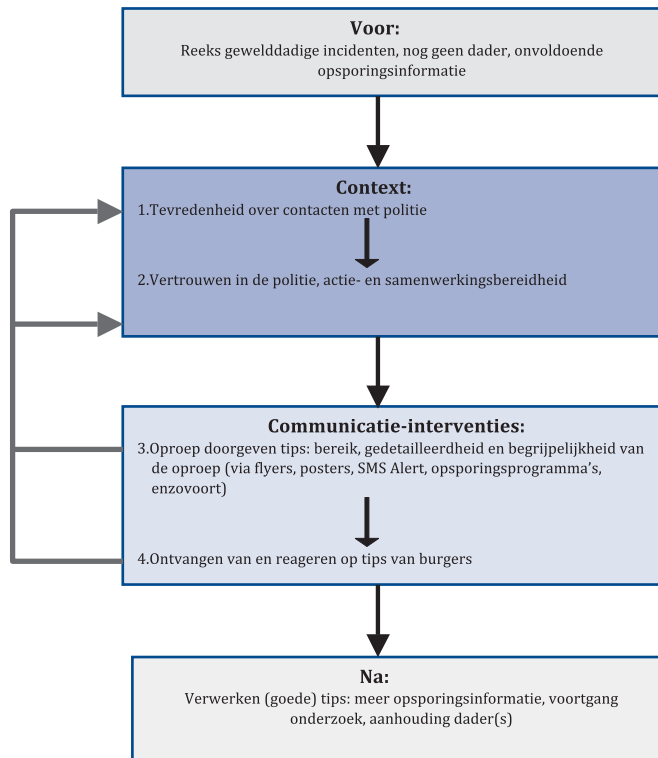 Voor:
Reeks gewelddadige incidenten, nog geen dader, onvoldoende
opsporingsinformatie
Context:
1.Tevredenheid over contacten met politie
2.Vertrouwen in de politie, actie- en samenwerkingsbereidheid
Communicatie-interventies:
3.Oproep doorgeven tips: bereik, gedetailleerdheid en begrijpelijkheid van
de oproep (via flyers, posters, SMS Alert, opsporingsprogramma's,
enzovoort)
4.Ontvangen van en reageren op tips van burgers
Na:
Verwerken (goede) tips: meer opsporingsinformatie, voortgang
onderzoek, aanhouding dader(s)